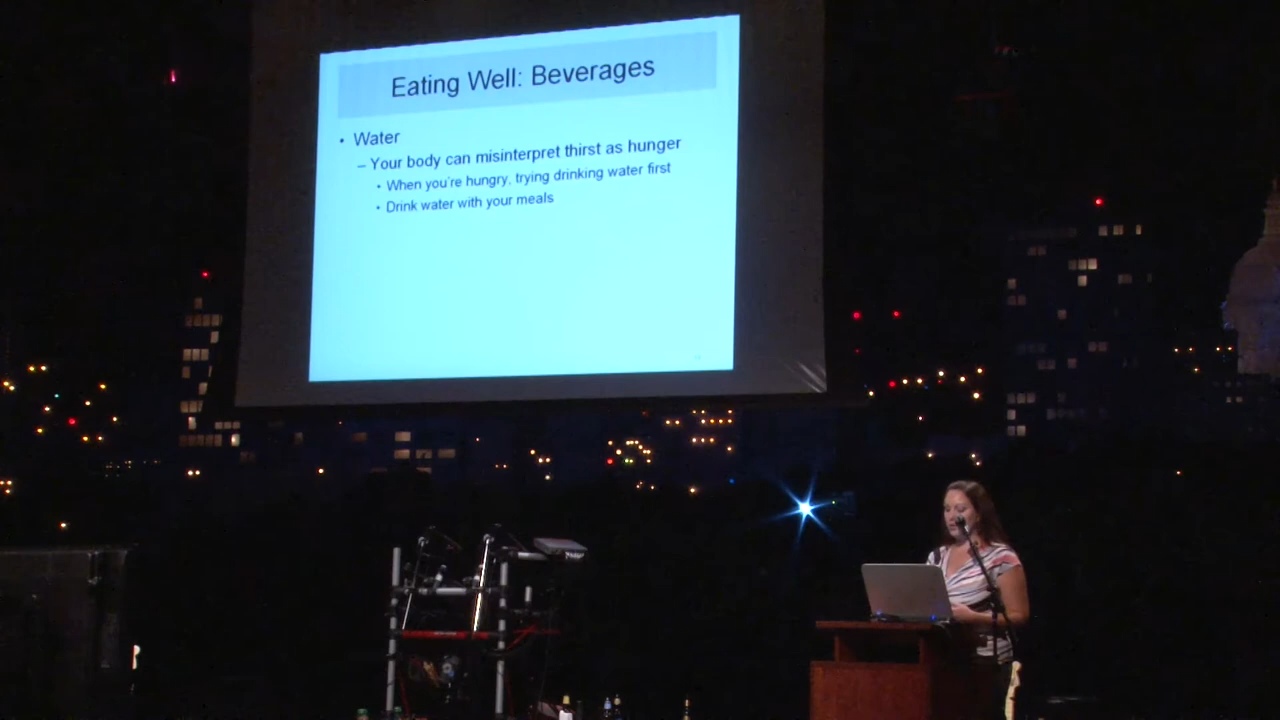 Eating Well: Beverages
• Water
– Your body can misinterpret thirst as hunger
• When you're hungry, trying drinking water first
• Drink water with your meals